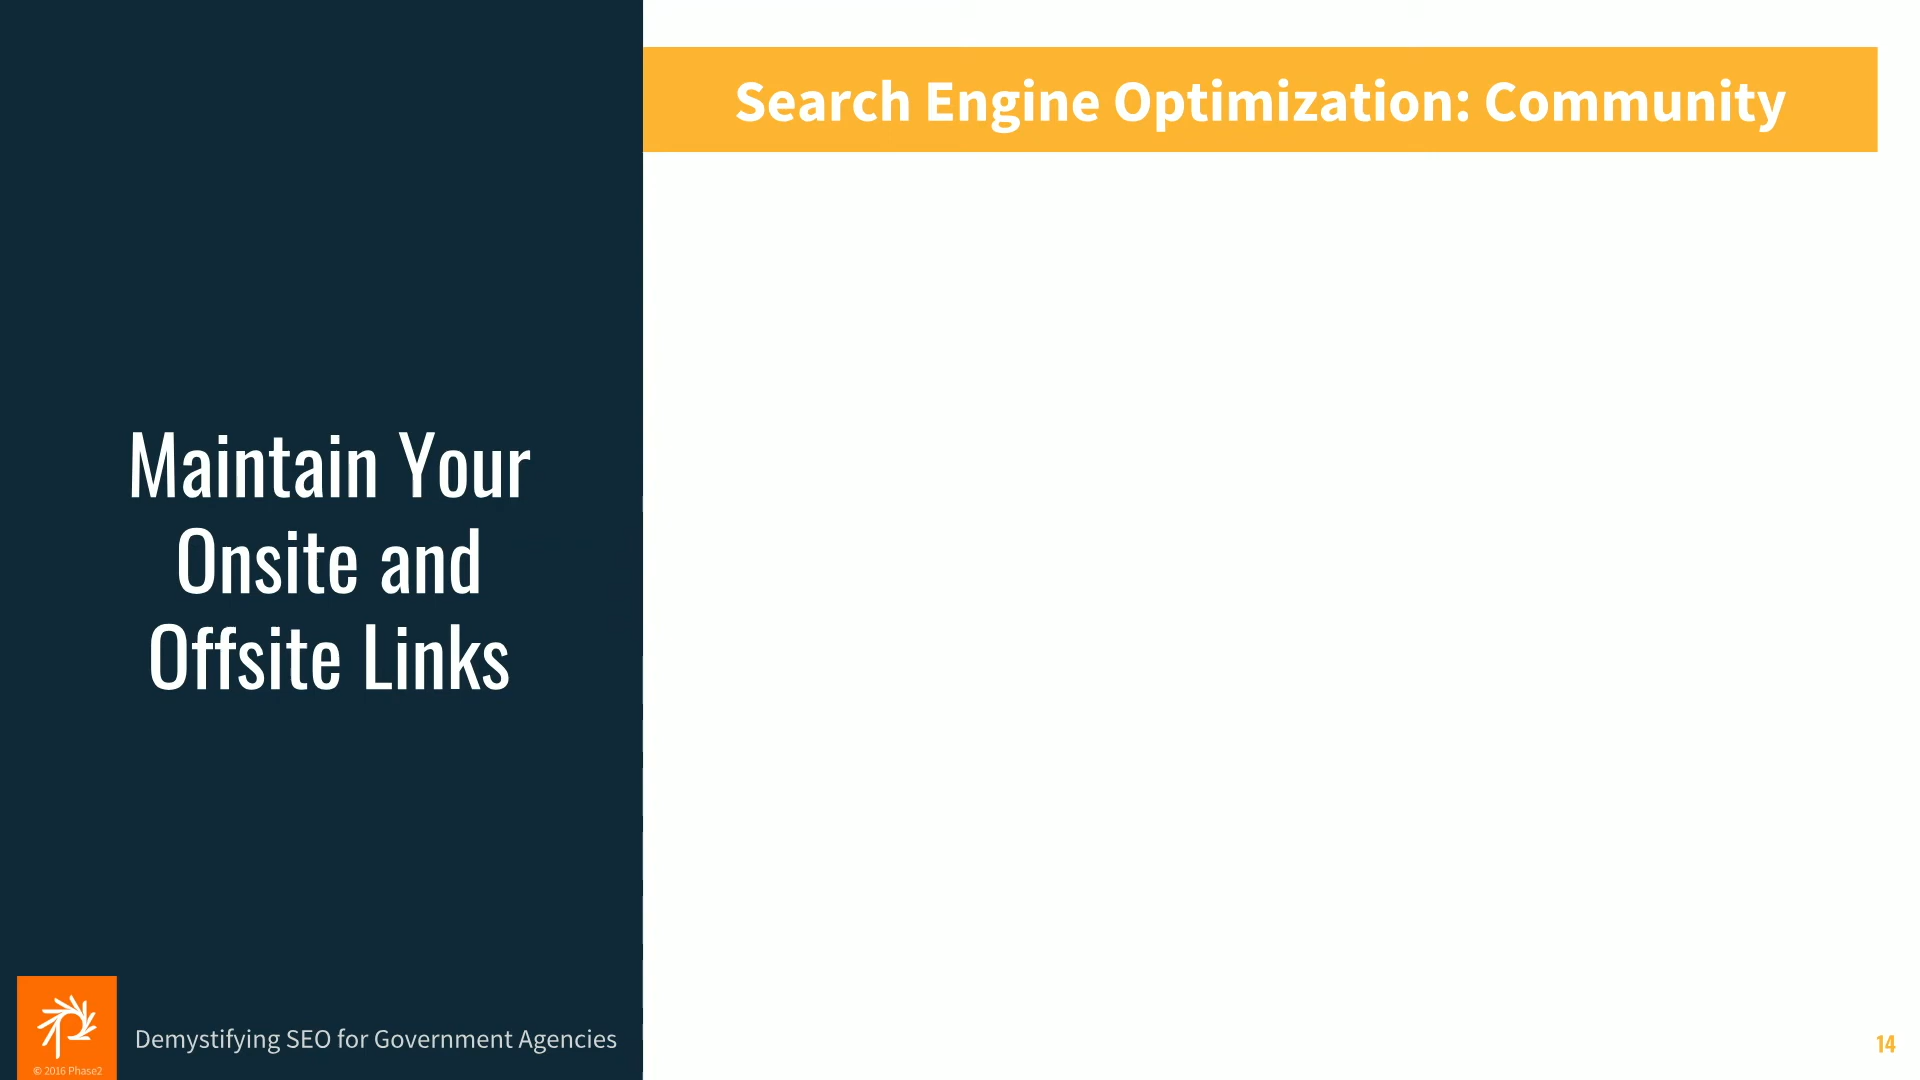 Search Engine Optimization: Community
Maintain Your
Onsite and
Offsite Links
Demystifying SEO for Government Agencies
© 2016 Phase2
14